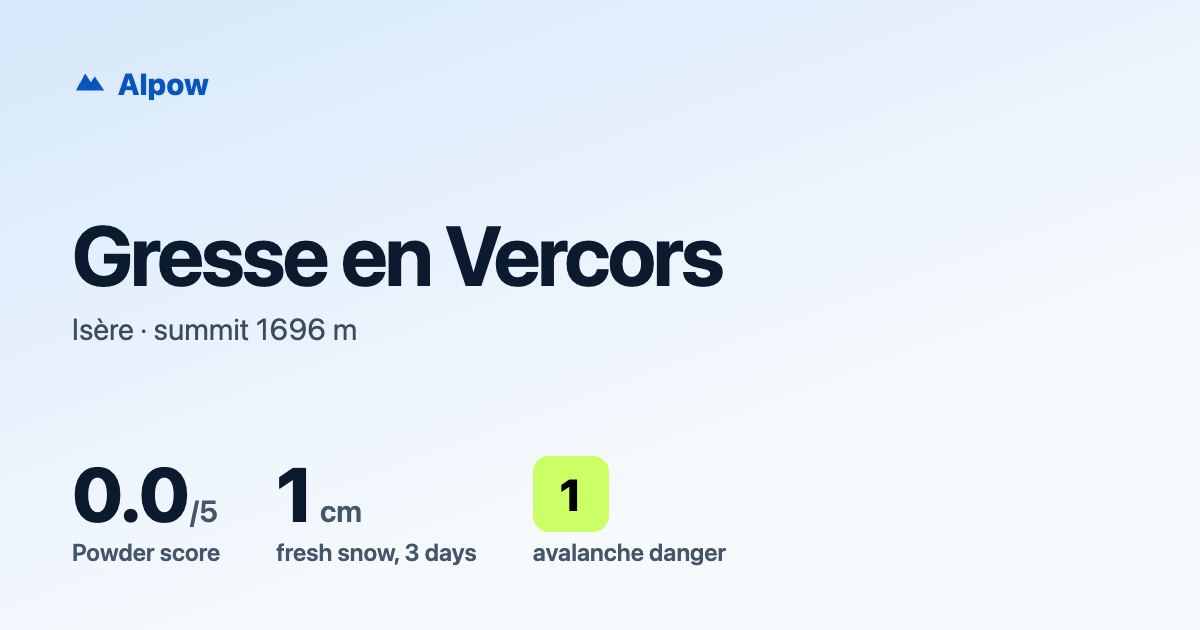 Alpow
Gresse en Vercors
Isère · summit 1696 m
0.0/5
Powder score
1 cm
fresh snow, 3 days
1
avalanche danger